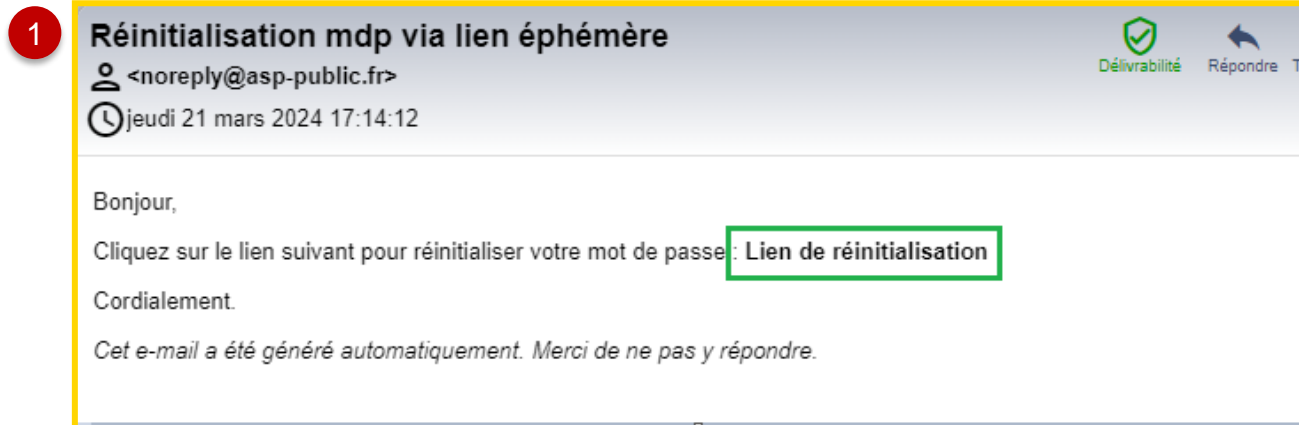 1
Réinitialisation mdp via lien éphémère
<noreply@asp-public.fr>
jeudi 21 mars 2024 17:14:12
Délivrabilité Répondre T
Bonjour,
Cliquez sur le lien suivant pour réinitialiser votre mot de passe : Lien de réinitialisation
Cordialement.
Cet e-mail a été généré automatiquement. Merci de ne pas y répondre.